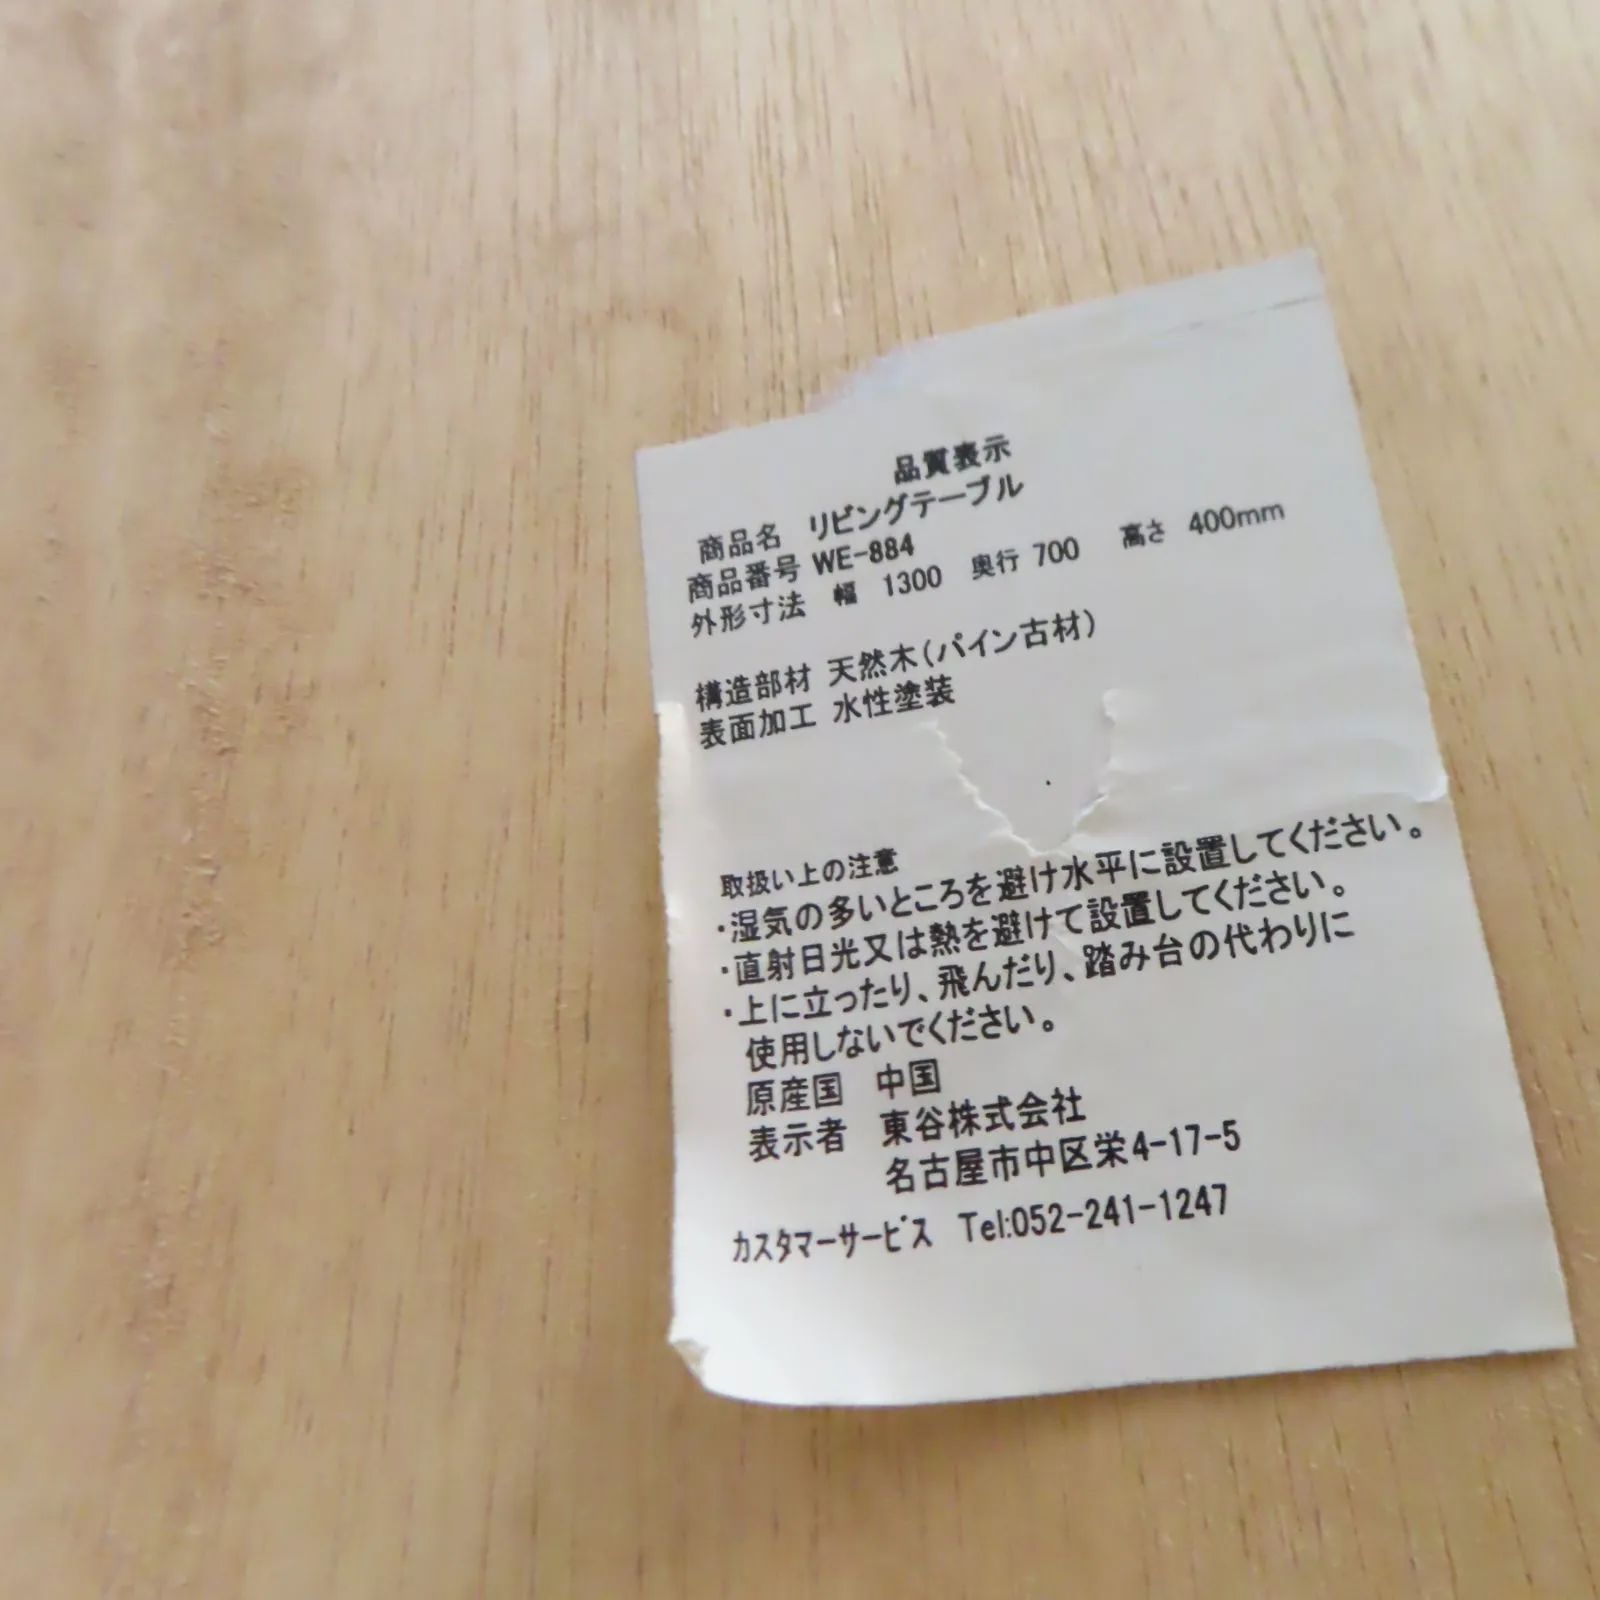 品質表示
商品名 リビングテーブル
商品番号 WE-884
外形寸法 幅 1300 奥行 700 高さ 400mm
構造部材 天然木(パイン古材)
表面加工 水性塗装
取扱い上の注意
・湿気の多いところを避け水平に設置してください。
・直射日光又は熱を避けて設置してください。
・上に立ったり、飛んだり、踏み台の代わりに
使用しないでください。
原産国 中国
表示者 東谷株式会社
名古屋市中区栄4-17-5
カスタマーサービス Tel:052-241-1247